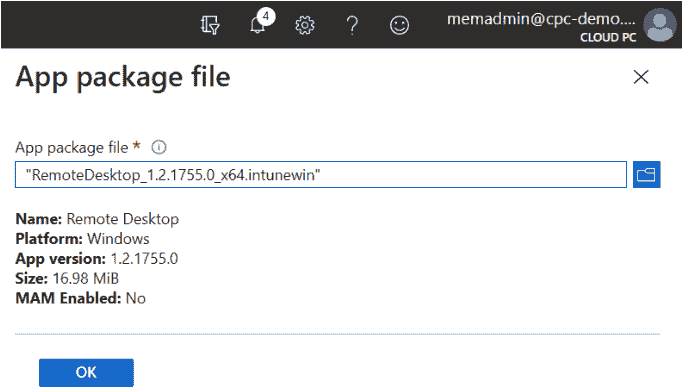 4
memadmin@cpc-demo....
CLOUD PC
App package file
App package file *
"RemoteDesktop_1.2.1755.0_x64.intunewin"
Name: Remote Desktop
Platform: Windows
App version: 1.2.1755.0
Size: 16.98 MiB
MAM Enabled: No
OK